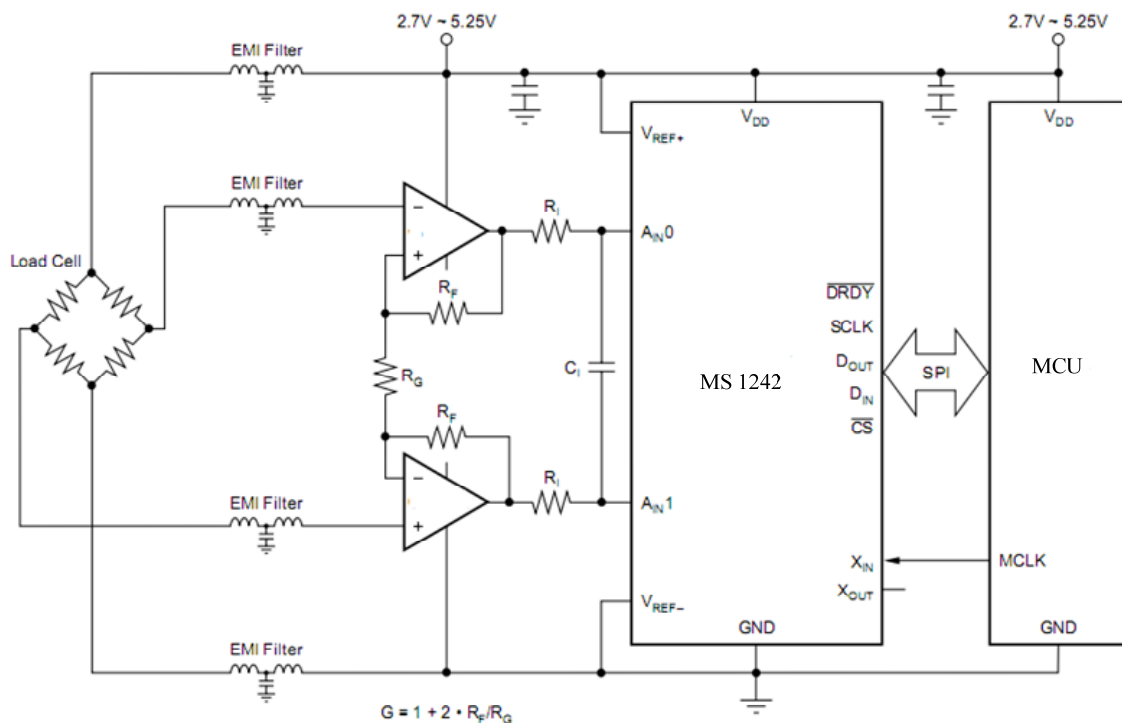 2.7V ~ 5.25V
2.7V ~ 5.25V
EMI Filter
VDD
VDD
VREF+
EMI Filter
−
RI
AIN0
+
Load Cell
RF
DRDY
SCLK
CI
DOUT
RG
MS 1242
SPI
MCU
DIN
RF
CS
−
RI
EMI Filter
AIN1
+
XIN
MCLK
XOUT
VREF−
GND
GND
EMI Filter
G = 1 + 2 • RF/RG